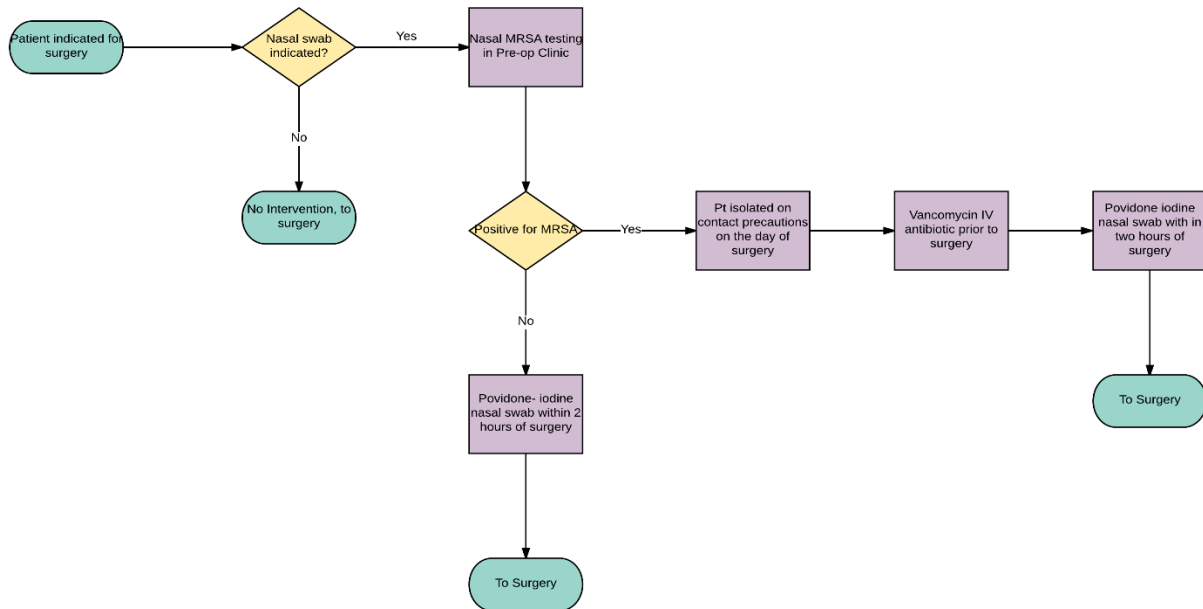 Patient indicated for
surgery
Nasal swab
indicated?
Yes
Nasal MRSA testing
in Pre-op Clinic
No
No Intervention, to
surgery
Positive for MRSA
Yes
Pt isolated on
contact precautions
on the day of
surgery
Vancomycin IV
antibiotic prior to
surgery
Povidone iodine
nasal swab with in
two hours of
surgery
No
Povidone- iodine
nasal swab within 2
hours of surgery
To Surgery
To Surgery